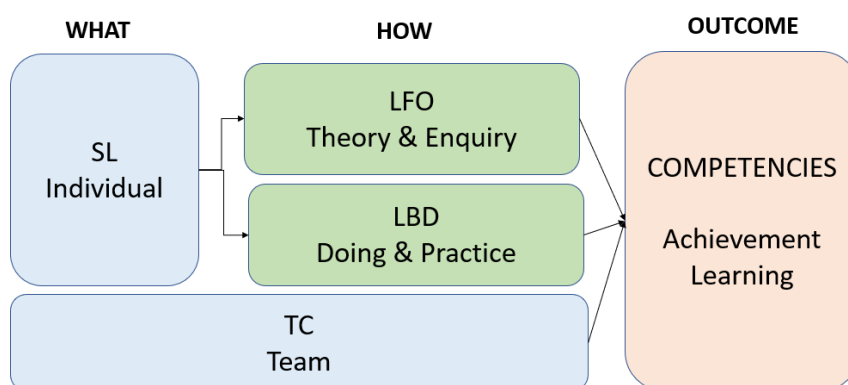 WHAT
HOW
OUTCOME
SL
Individual
LFO
Theory & Enquiry
LBD
Doing & Practice
TC
Team
COMPETENCIES
Achievement
Learning